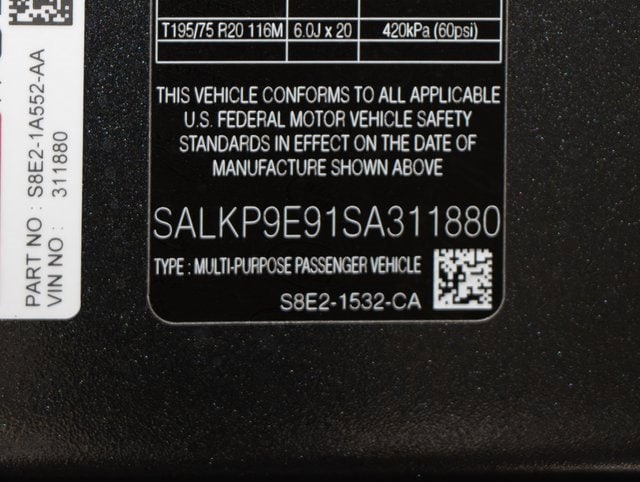 T195/75 R20 116M 6.0J x 20 420kPa (60psi)
THIS VEHICLE CONFORMS TO ALL APPLICABLE
U.S. FEDERAL MOTOR VEHICLE SAFETY
STANDARDS IN EFFECT ON THE DATE OF
MANUFACTURE SHOWN ABOVE
SALKP9E91SA311880
TYPE : MULTI-PURPOSE PASSENGER VEHICLE
S8E2-1532-CA
PART NO : S8E2-1A552-AA
VIN NO : 311880